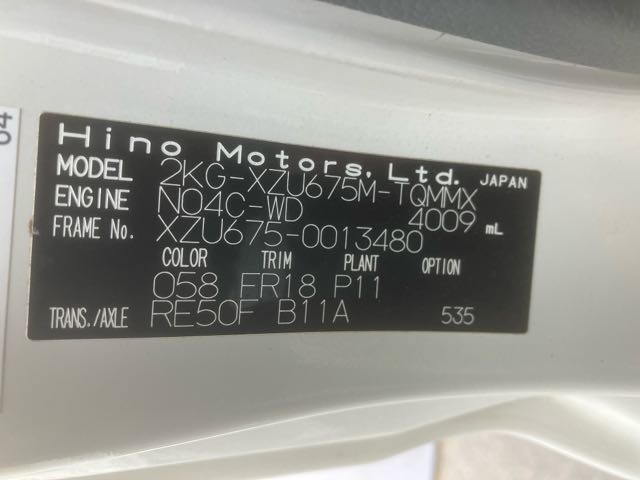 Hino Motors, Ltd. JAPAN
MODEL 2KG-XZU675M-TQMMX
ENGINE N04C-WD 4009 mL
FRAME No. XZU675-0013480
COLOR TRIM PLANT OPTION
058 FR18 P11
TRANS./AXLE RE50F B11A 535
04